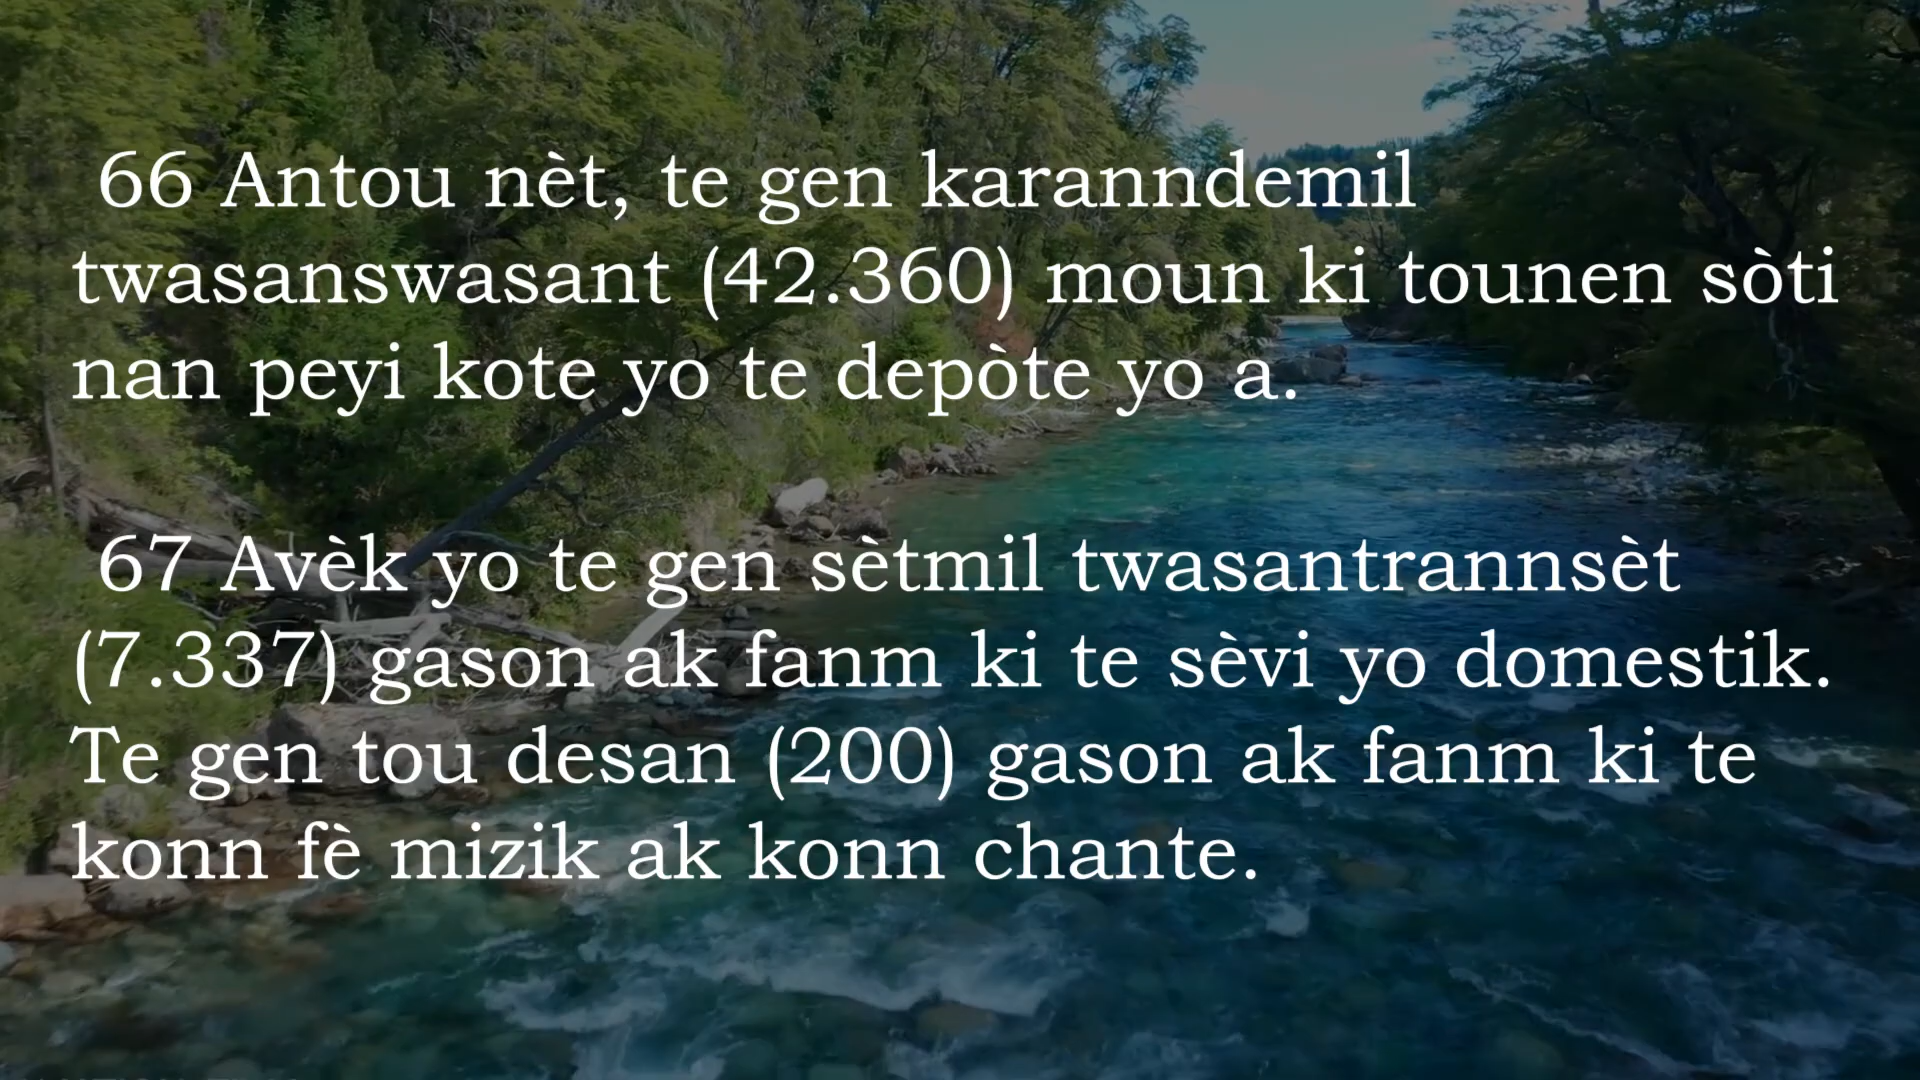 66 Antou nèt, te gen karanndemil
twasanswasant (42.360) moun ki tounen sòti
nan peyi kote yo te depòte yo a.
67 Avèk yo te gen sètmil twasantrannsèt
(7.337) gason ak fanm ki te sèvi yo domestik.
Te gen tou desan (200) gason ak fanm ki te
konn fè mizik ak konn chante.